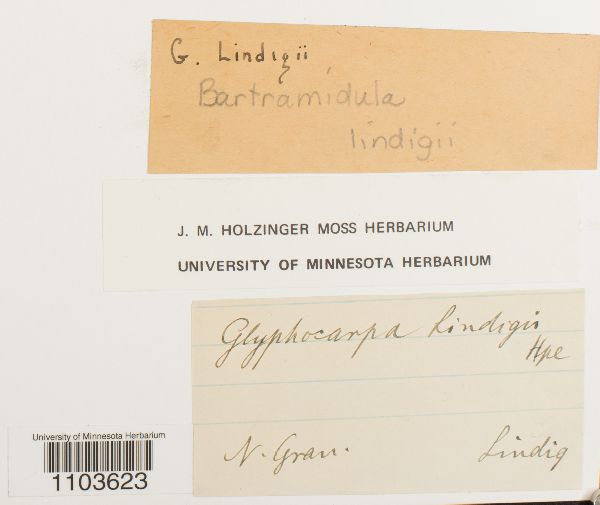 G. Lindigii
Bartramidula
lindigii
J. M. HOLZINGER MOSS HERBARIUM
UNIVERSITY OF MINNESOTA HERBARIUM
Glyphocarpa Lindigii
Hpe
N. Gran. Lindig
University of Minnesota Herbarium
1103623